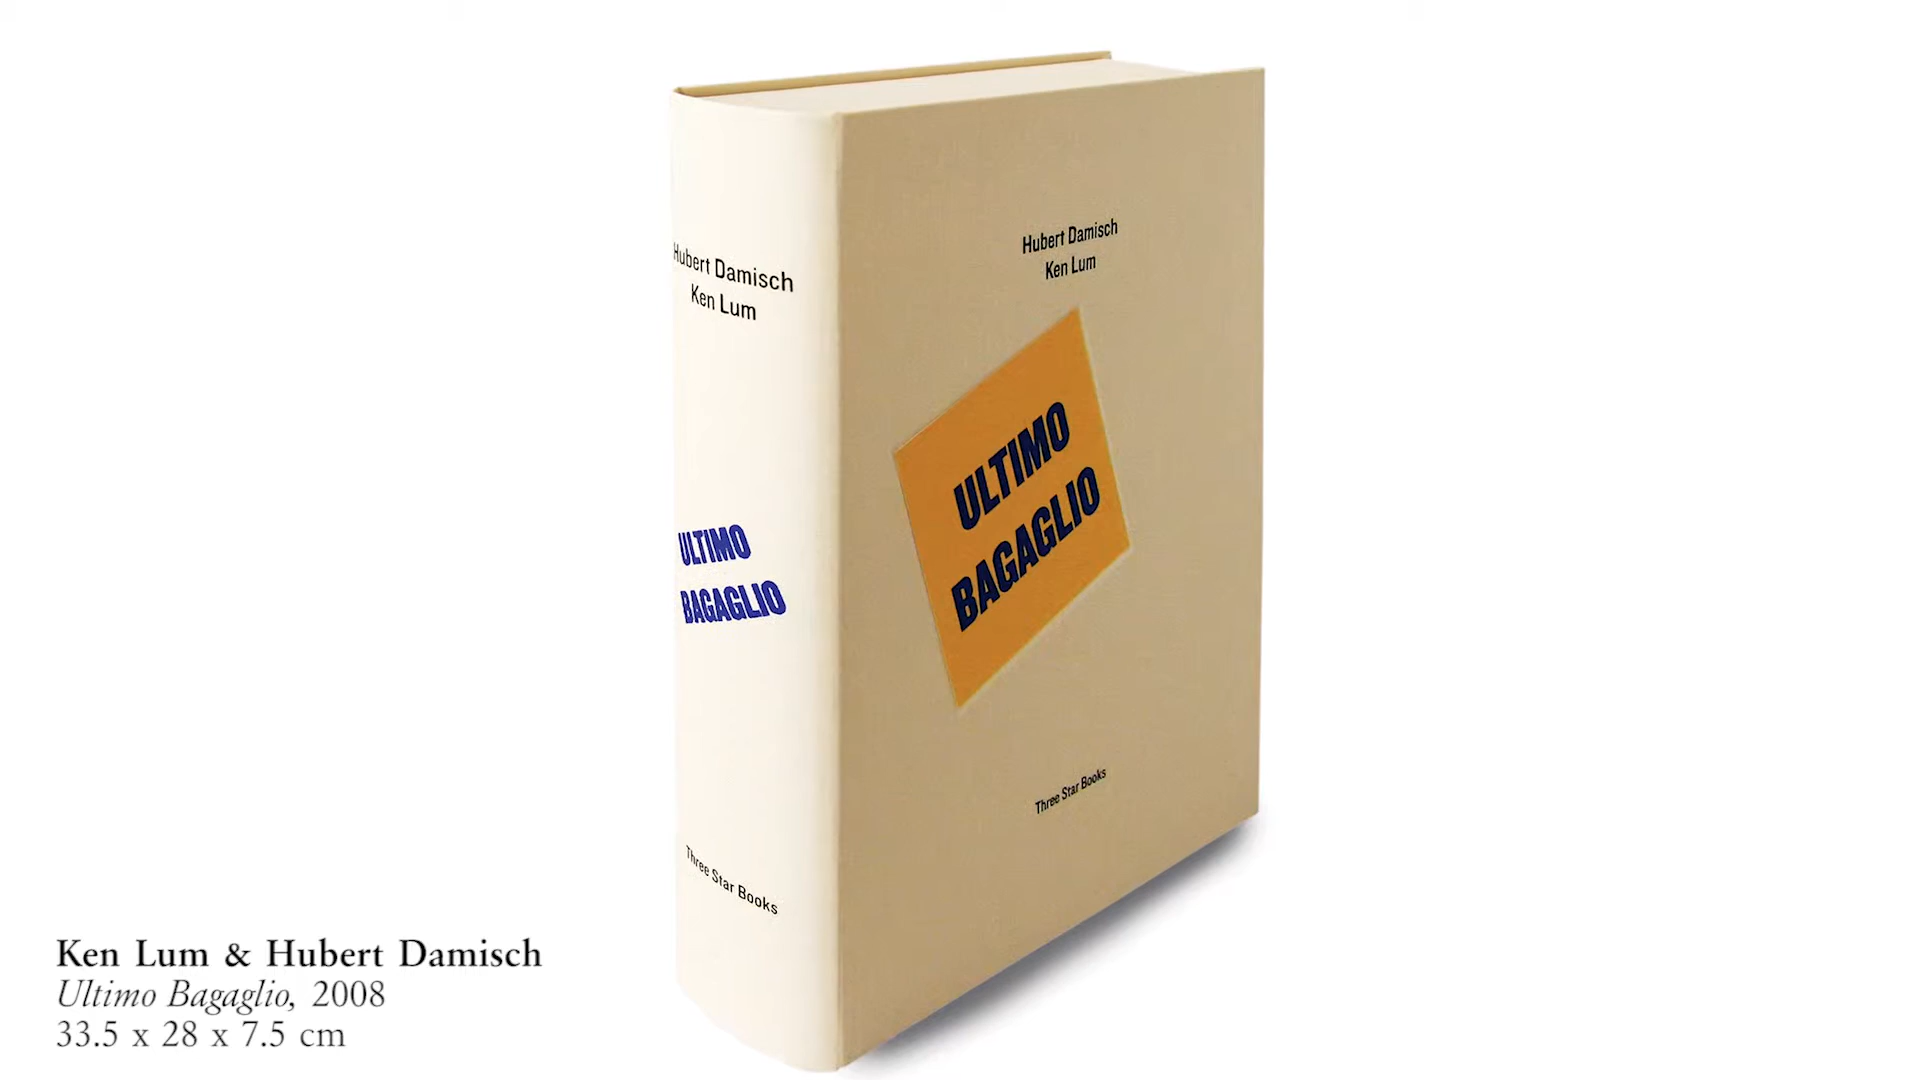 Hubert Damisch
Ken Lum
ULTIMO
BAGAGLIO
Three Star Books
Hubert Damisch
Ken Lum
ULTIMO
BAGAGLIO
Three Star Books
Ken Lum & Hubert Damisch
Ultimo Bagaglio, 2008
33.5 x 28 x 7.5 cm